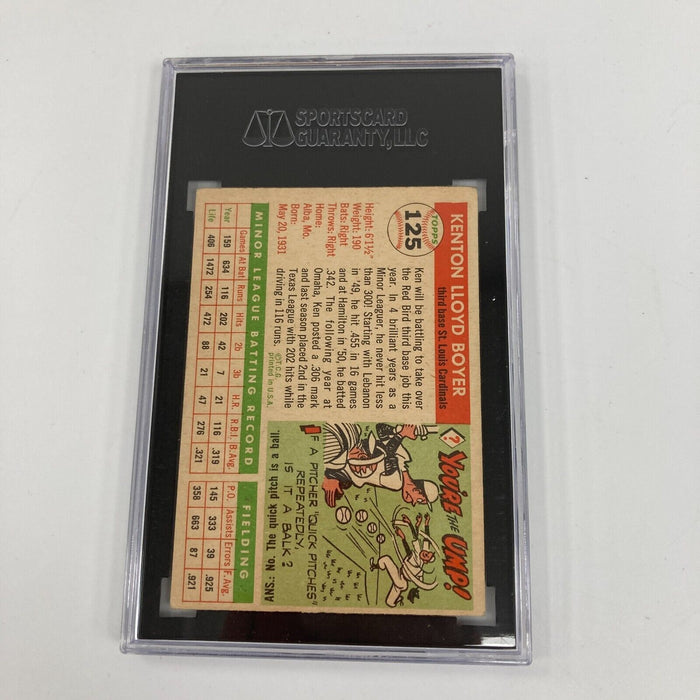 SPORTSCARD
GUARANTY, LLC
TOPPS
125
KENTON LLOYD BOYER
third base St. Louis Cardinals
Height: 6'1½"
Weight: 190
Bats: Right
Throws: Right
Home:
Alba, Mo.
Born:
May 20, 1931
Ken will be battling to take over
the Red Bird third base job this
year. In 4 brilliant years as a
Minor Leaguer, he never hit less
than 300! Starting with Lebanon
in '49, he hit .455 in 16 games
and at Hamilton in '50, he batted
.342. The following year at
Omaha, Ken posted a .306 mark
and last season placed 2nd in the
Texas League with 202 hits while
driving in 116 runs. ©T.C.G.
printed in U.S.A.
? YOU'RE THE UMP!
IF A PITCHER "QUICK PITCHES"
REPEATEDLY,
IS IT A BALK?
ANS.: No. The quick pitch is a ball.
MINOR LEAGUE BATTING RECORD
FIELDING
Games At Bat Runs Hits 2b 3b H.R. R.B.I. B.Avg. P.O. Assists Errors F. Avg.
Year 159 634 116 202 42 7 21 116 .319 145 333 39 .925
Life 406 1472 254 472 88 21 47 276 .321 358 663 87 .921